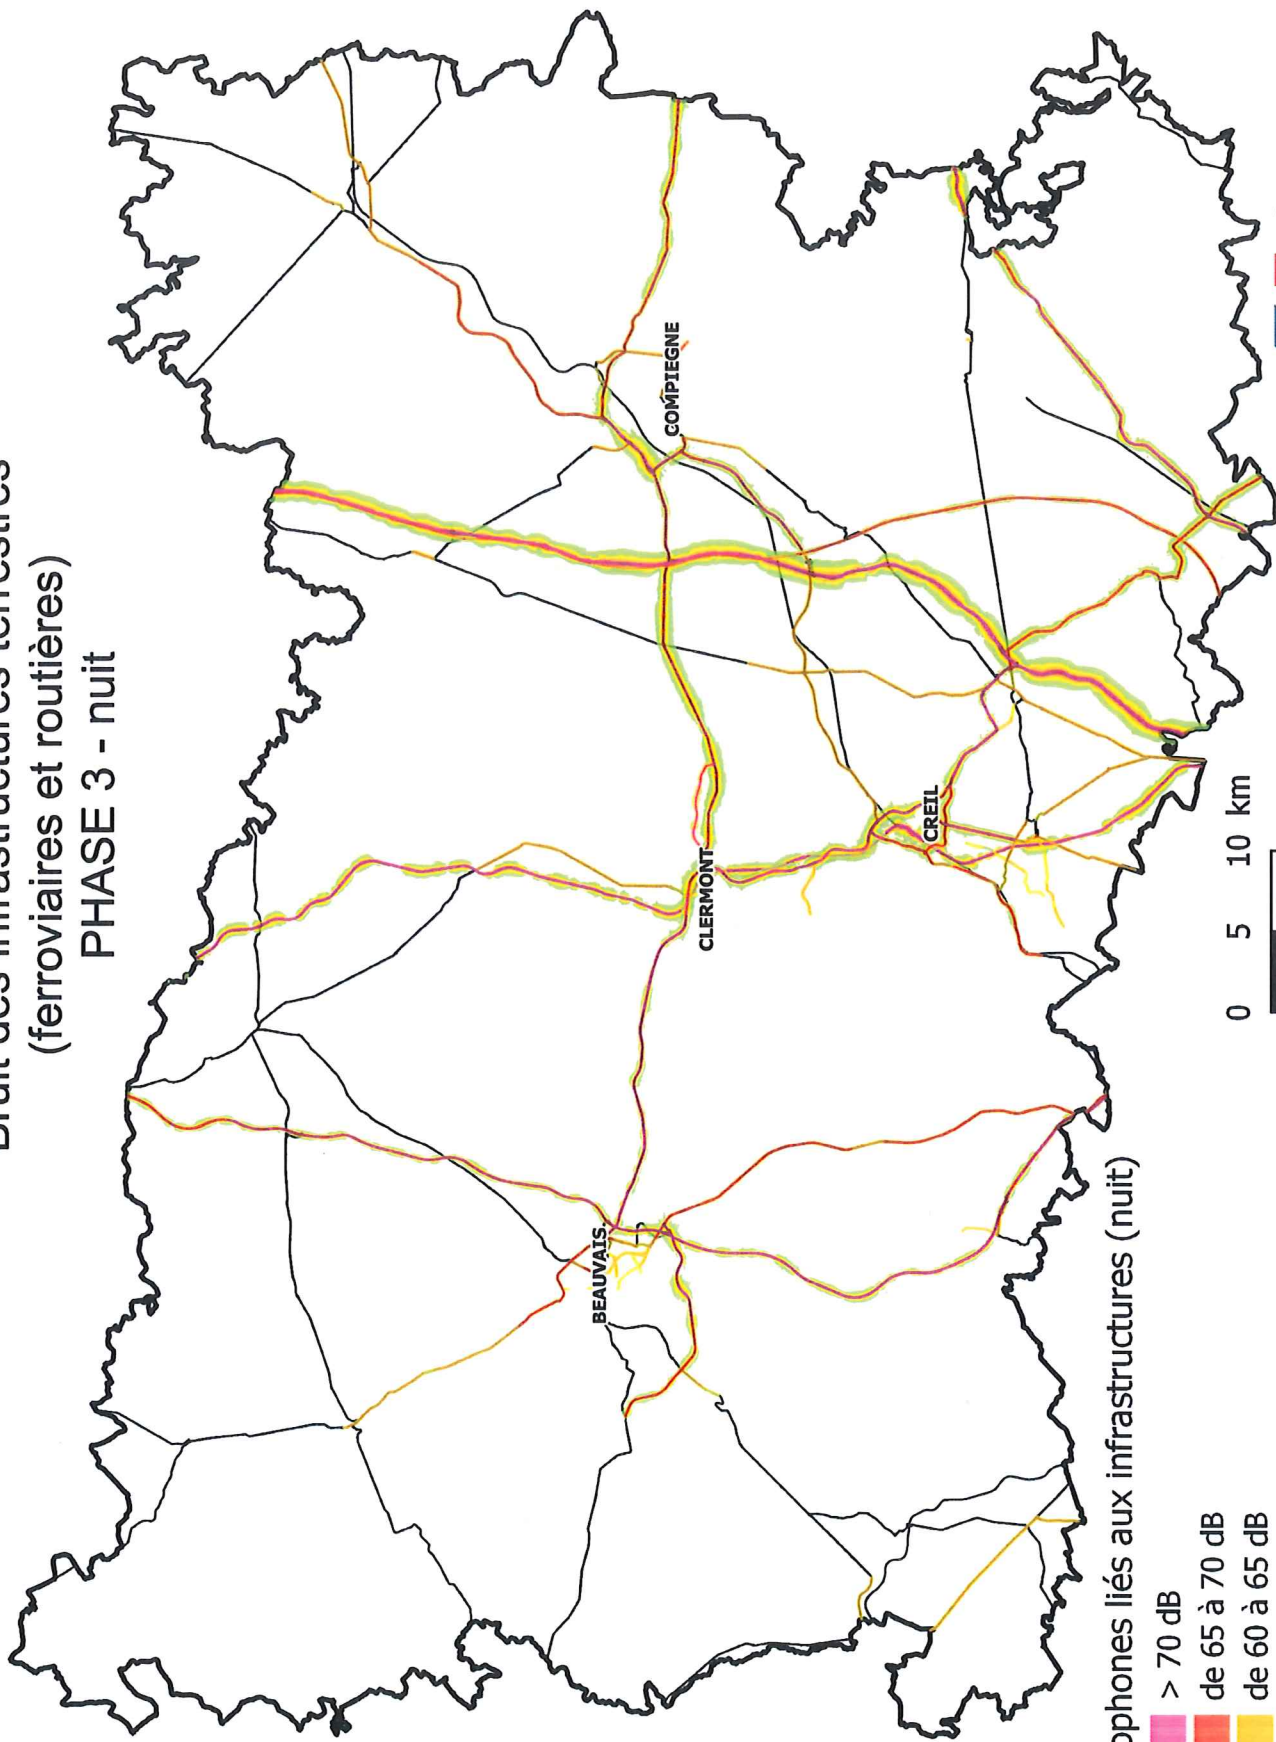 Bruit des infrastructures terrestres
(ferroviaires et routières)
PHASE 3 - nuit
COMPIEGNE
CLERMONT
CREIL
BEAUVAIS
0 5 10 km
liés aux infrastructures (nuit)
> 70 dB
de 65 à 70 dB
de 60 à 65 dB